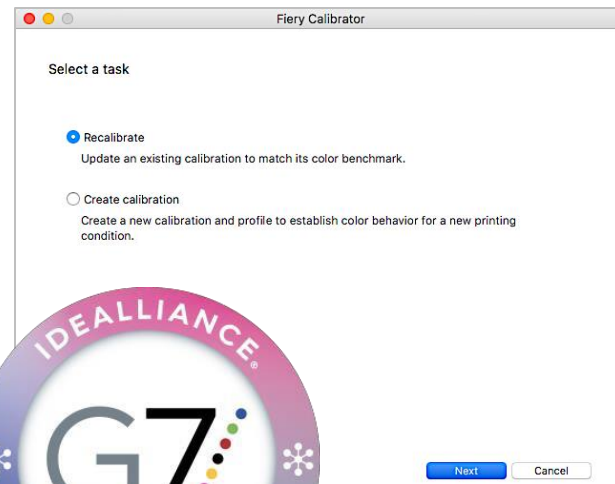 Fiery Calibrator
Select a task
Recalibrate
Update an existing calibration to match its color benchmark.
Create calibration
Create a new calibration and profile to establish color behavior for a new printing
condition.
IDEALLIANCE®
G7
Next
Cancel